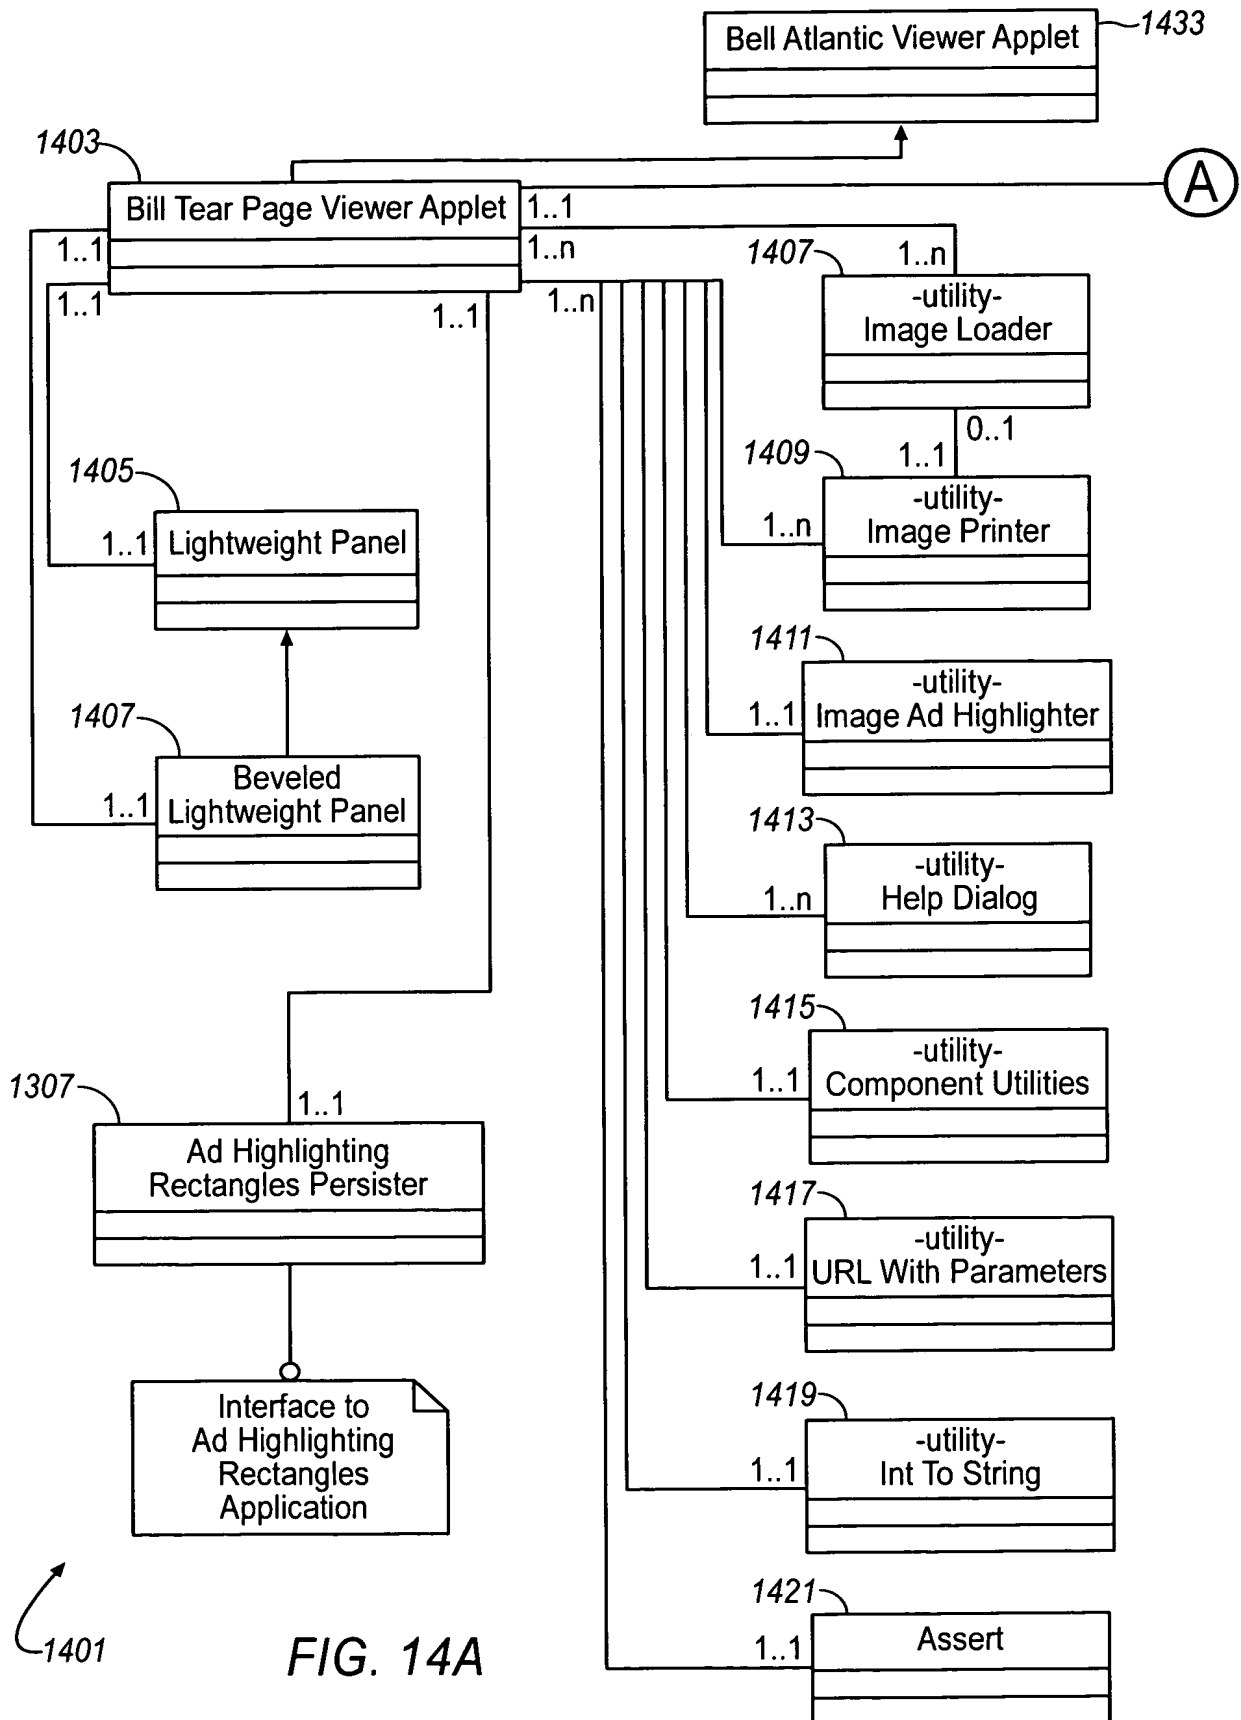 Bell Atlantic Viewer Applet
1433
1403
Bill Tear Page Viewer Applet
A
1..1
1..1
1..n
1..1
1..1
1..n
1407
1..n
-utility-
Image Loader
0..1
1409
1..1
-utility-
Image Printer
1..n
1405
Lightweight Panel
1..1
1411
-utility-
Image Ad Highlighter
1..1
1407
Beveled
Lightweight Panel
1..1
1413
-utility-
Help Dialog
1..n
1415
-utility-
Component Utilities
1..1
1307
1..1
Ad Highlighting
Rectangles Persister
1417
-utility-
URL With Parameters
1..1
Interface to
Ad Highlighting
Rectangles
Application
1419
-utility-
Int To String
1..1
1421
Assert
1..1
1401
FIG. 14A